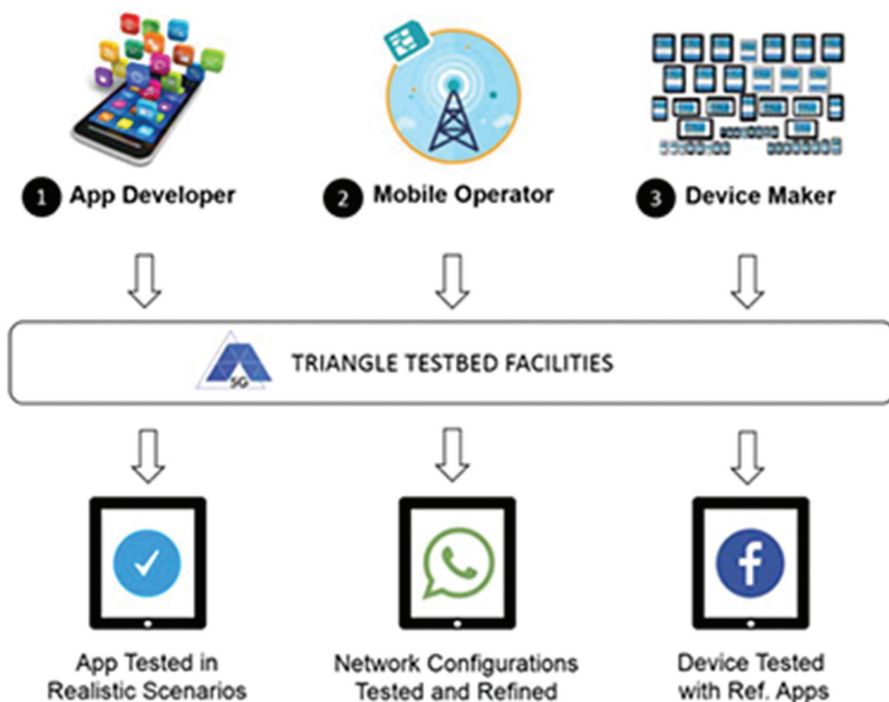 1 App Developer
2 Mobile Operator
3 Device Maker
5G TRIANGLE TESTBED FACILITIES
App Tested in
Realistic Scenarios
Network Configurations
Tested and Refined
Device Tested
with Ref. Apps